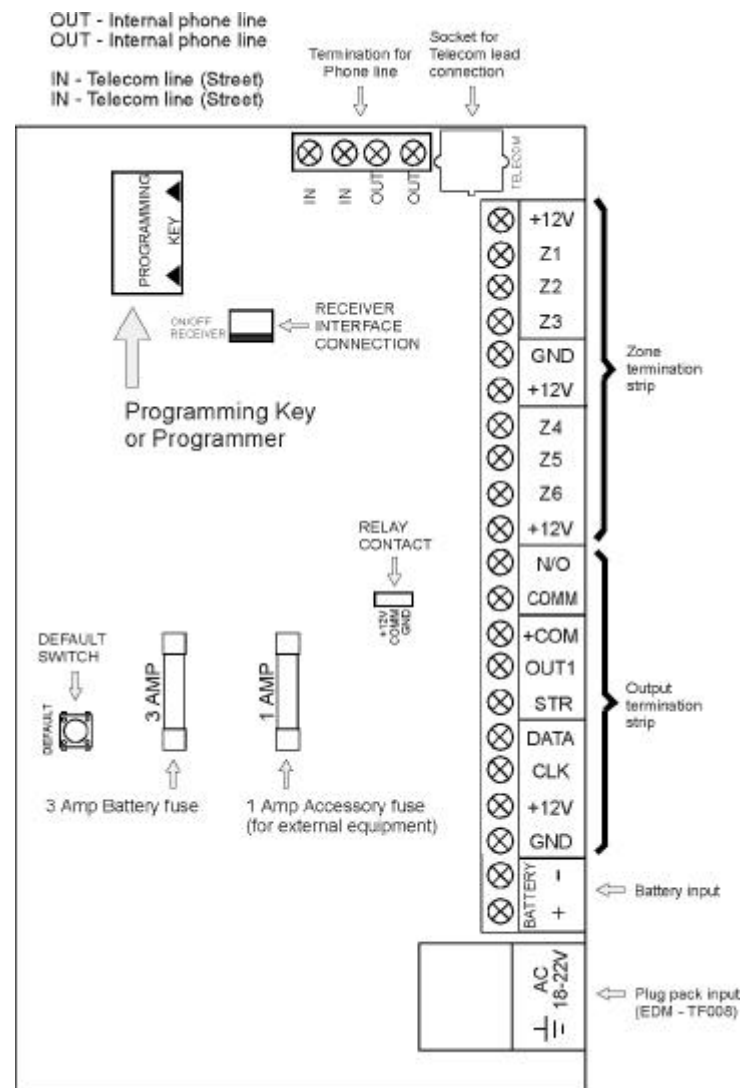 OUT - Internal phone line
OUT - Internal phone line
IN - Telecom line (Street)
IN - Telecom line (Street)
Termination for
Phone line
Socket for
Telecom lead
connection
TELECOM
IN
IN
OUT
OUT
PROGRAMMING
KEY
ON/OFF
RECEIVER
RECEIVER
INTERFACE
CONNECTION
Programming Key
or Programmer
+12V
Z1
Z2
Z3
GND
+12V
Z4
Z5
Z6
+12V
Zone
termination
strip
N/O
COMM
+COM
OUT1
STR
DATA
CLK
+12V
GND
Output
termination
strip
RELAY
CONTACT
+12V
COMM
GND
DEFAULT
SWITCH
DEFAULT
3 AMP
1 AMP
3 Amp Battery fuse
1 Amp Accessory fuse
(for external equipment)
BATTERY
-
+
Battery input
AC
18-22V
Plug pack input
(EDM - TF008)